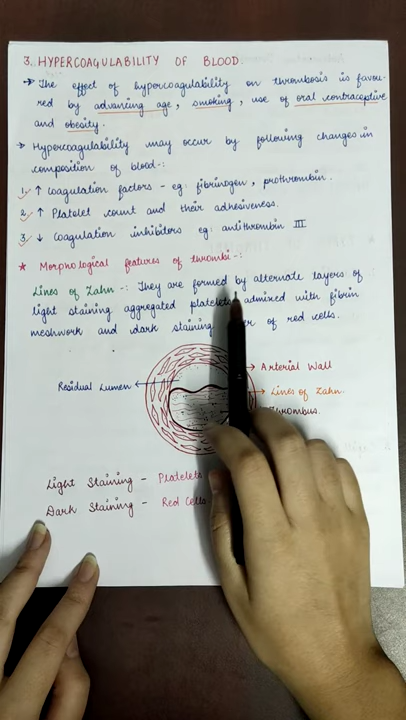 3. HYPERCOAGULABILITY OF BLOOD.
→ The effect of hypercoagulability on thrombosis is favou-
red by advancing age, smoking, use of oral contraceptive
and obesity.
→ Hypercoagulability may occur by following changes in
composition of blood-:
1. ↑ Coagulation factors - eg: fibrinogen, prothrombin.
2. ↑ Platelet count and their adhesiveness.
3. ↓ Coagulation inhibitors eg: antithrombin III
* Morphological features of thrombi-:
Lines of Zahn -: They are formed by alternate layers of
light staining aggregated platelets admixed with fibrin
meshwork and dark staining of red cells.
Arterial Wall
Residual Lumen
Lines of Zahn.
Thrombus.
Light Staining - Platelets
Dark Staining - Red Cells